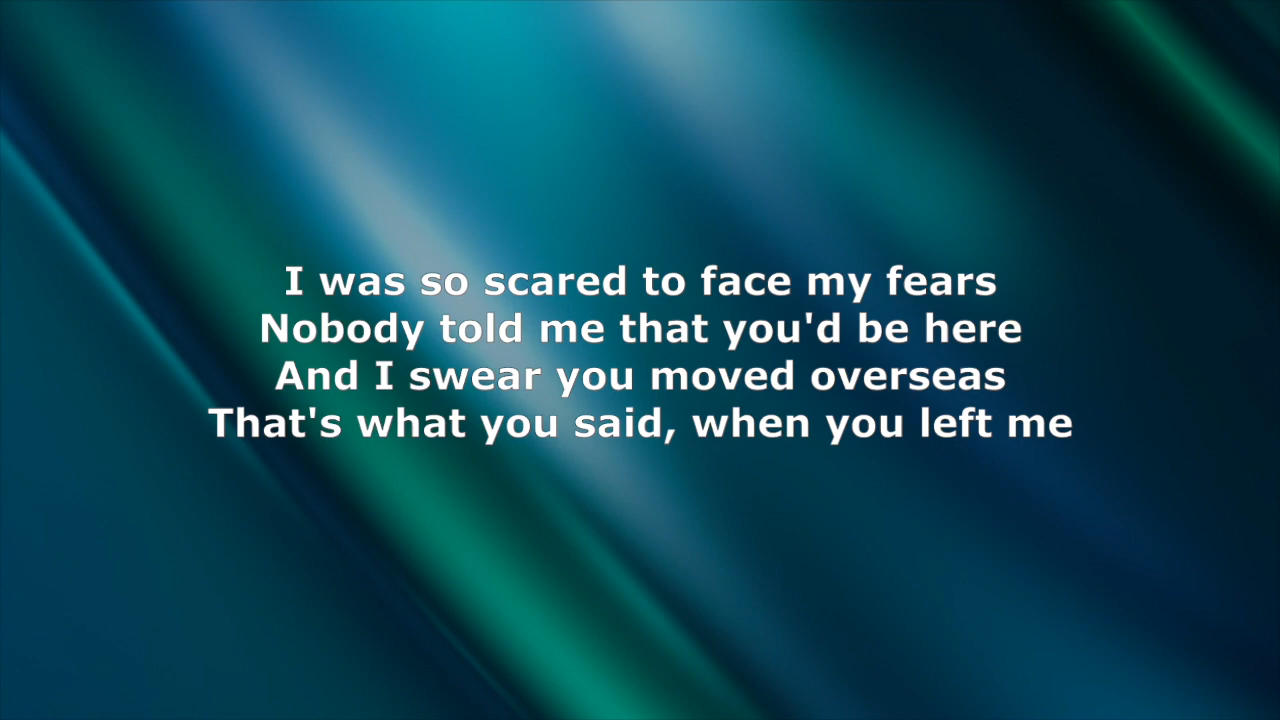 I was so scared to face my fears
Nobody told me that you'd be here
And I swear you moved overseas
That's what you said, when you left me